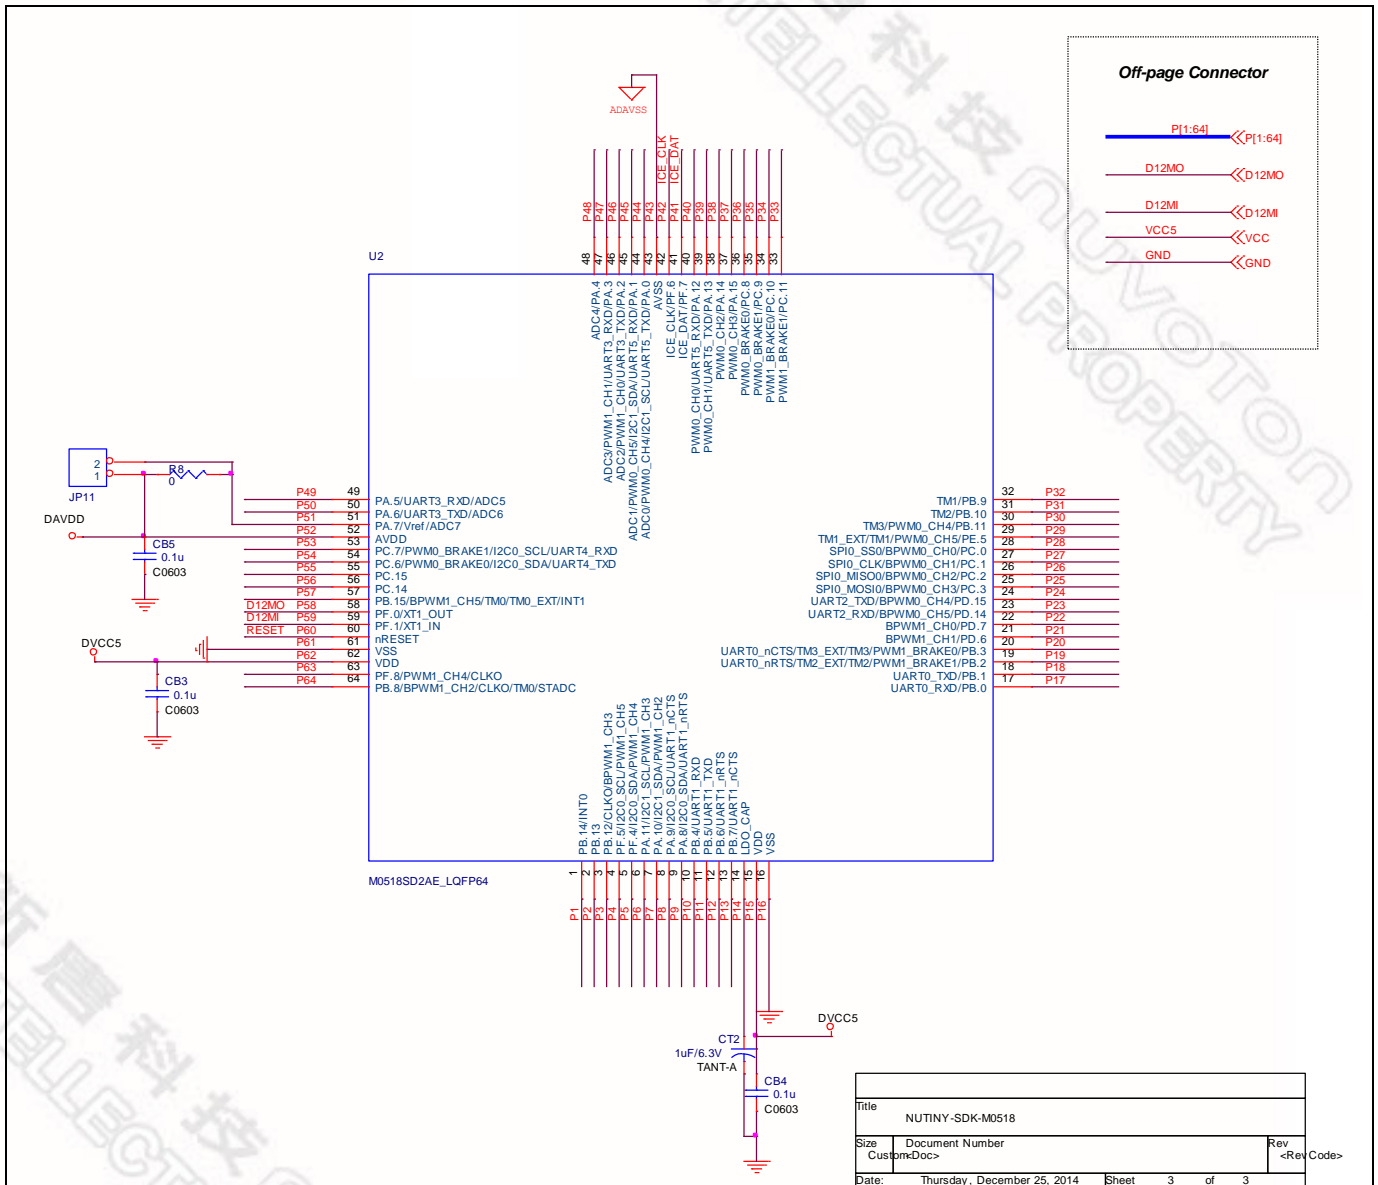 Off-page Connector
P[1:64]
P[1:64]
D12MO
D12MO
D12MI
D12MI
VCC5
VCC
GND
GND
ADAVSS
ICE_CLK
ICE_DAT
P48
P47
P46
P45
P44
P43
P42
P41
P40
P39
P38
P37
P36
P35
P34
P33
U2
48
47
46
45
44
43
42
41
40
39
38
37
36
35
34
33
ADC4/PA.4
ADC3/PWM1_CH1/UART3_RXD/PA.3
ADC2/PWM1_CH0/UART3_TXD/PA.2
ADC1/PWM0_CH5/I2C1_SDA/UART5_RXD/PA.1
ADC0/PWM0_CH4/I2C1_SCL/UART5_TXD/PA.0
AVSS
ICE_CLK/PF.6
ICE_DAT/PF.7
PWM0_CH0/UART5_RXD/PA.12
PWM0_CH1/UART5_TXD/PA.13
PWM0_CH2/PA.14
PWM0_CH3/PA.15
PWM0_BRAKE0/PC.8
PWM0_BRAKE1/PC.9
PWM1_BRAKE0/PC.10
PWM1_BRAKE1/PC.11
2
1
JP11
R8
0
DAVDD
CB5
0.1u
C0603
DVCC5
CB3
0.1u
C0603
P49 49 PA.5/UART3_RXD/ADC5
P50 50 PA.6/UART3_TXD/ADC6
P51 51 PA.7/Vref/ADC7
P52 52 AVDD
P53 53 PC.7/PWM0_BRAKE1/I2C0_SCL/UART4_RXD
P54 54 PC.6/PWM0_BRAKE0/I2C0_SDA/UART4_TXD
P55 55 PC.15
P56 56 PC.14
P57 57 PB.15/BPWM1_CH5/TM0/TM0_EXT/INT1
D12MO P58 58 PF.0/XT1_OUT
D12MI P59 59 PF.1/XT1_IN
RESET P60 60 nRESET
P61 61 VSS
P62 62 VDD
P63 63 PF.8/PWM1_CH4/CLKO
P64 64 PB.8/BPWM1_CH2/CLKO/TM0/STADC
TM1/PB.9 32 P32
TM2/PB.10 31 P31
TM3/PWM0_CH4/PB.11 30 P30
TM1_EXT/TM1/PWM0_CH5/PE.5 29 P29
SPI0_SS0/BPWM0_CH0/PC.0 28 P28
SPI0_CLK/BPWM0_CH1/PC.1 27 P27
SPI0_MISO0/BPWM0_CH2/PC.2 26 P26
SPI0_MOSI0/BPWM0_CH3/PC.3 25 P25
UART2_TXD/BPWM0_CH4/PD.15 24 P24
UART2_RXD/BPWM0_CH5/PD.14 23 P23
BPWM1_CH0/PD.7 22 P22
BPWM1_CH1/PD.6 21 P21
UART0_nCTS/TM3_EXT/TM3/PWM1_BRAKE0/PB.3 20 P20
UART0_nRTS/TM2_EXT/TM2/PWM1_BRAKE1/PB.2 19 P19
UART0_TXD/PB.1 18 P18
UART0_RXD/PB.0 17 P17
PB.14/INT0
PB.13
PB.12/CLKO/BPWM1_CH3
PF.5/I2C0_SCL/PWM1_CH5
PF.4/I2C0_SDA/PWM1_CH4
PA.11/I2C1_SCL/PWM1_CH3
PA.10/I2C1_SDA/PWM1_CH2
PA.9/I2C0_SCL/UART1_nCTS
PA.8/I2C0_SDA/UART1_nRTS
PB.4/UART1_RXD
PB.5/UART1_TXD
PB.6/UART1_nRTS
PB.7/UART1_nCTS
LDO_CAP
VDD
VSS
M0518SD2AE_LQFP64
1
2
3
4
5
6
7
8
9
10
11
12
13
14
15
16
P1
P2
P3
P4
P5
P6
P7
P8
P9
P10
P11
P12
P13
P14
P15
P16
DVCC5
CT2
1uF/6.3V
TANT-A
CB4
0.1u
C0603
Title
NUTINY-SDK-M0518
Size Document Number Rev
Custom <Doc> <RevCode>
Date: Thursday, December 25, 2014 Sheet 3 of 3
新唐科技 nuvoTon
INTELLECTUAL PROPERTY